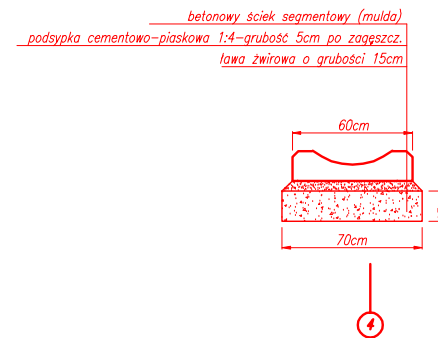 betonowy ściek segmentowy (mulda)
podsypka cementowo-piaskowa 1:4-grubość 5cm po zagęszcz.
ława żwirowa o grubości 15cm
60cm
70cm
4